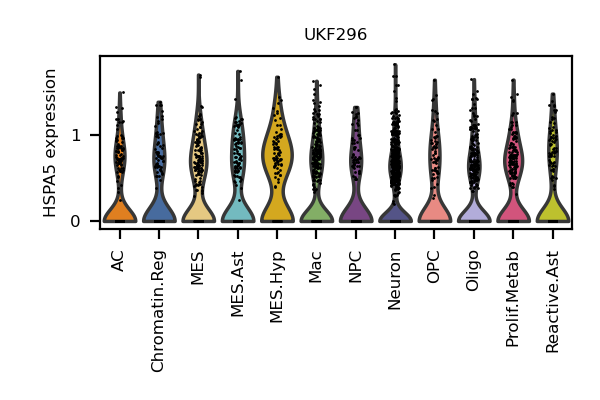 UKF296
HSPA5 expression
1
0
AC
Chromatin.Reg
MES
MES.Ast
MES.Hyp
Mac
NPC
Neuron
OPC
Oligo
Prolif.Metab
Reactive.Ast